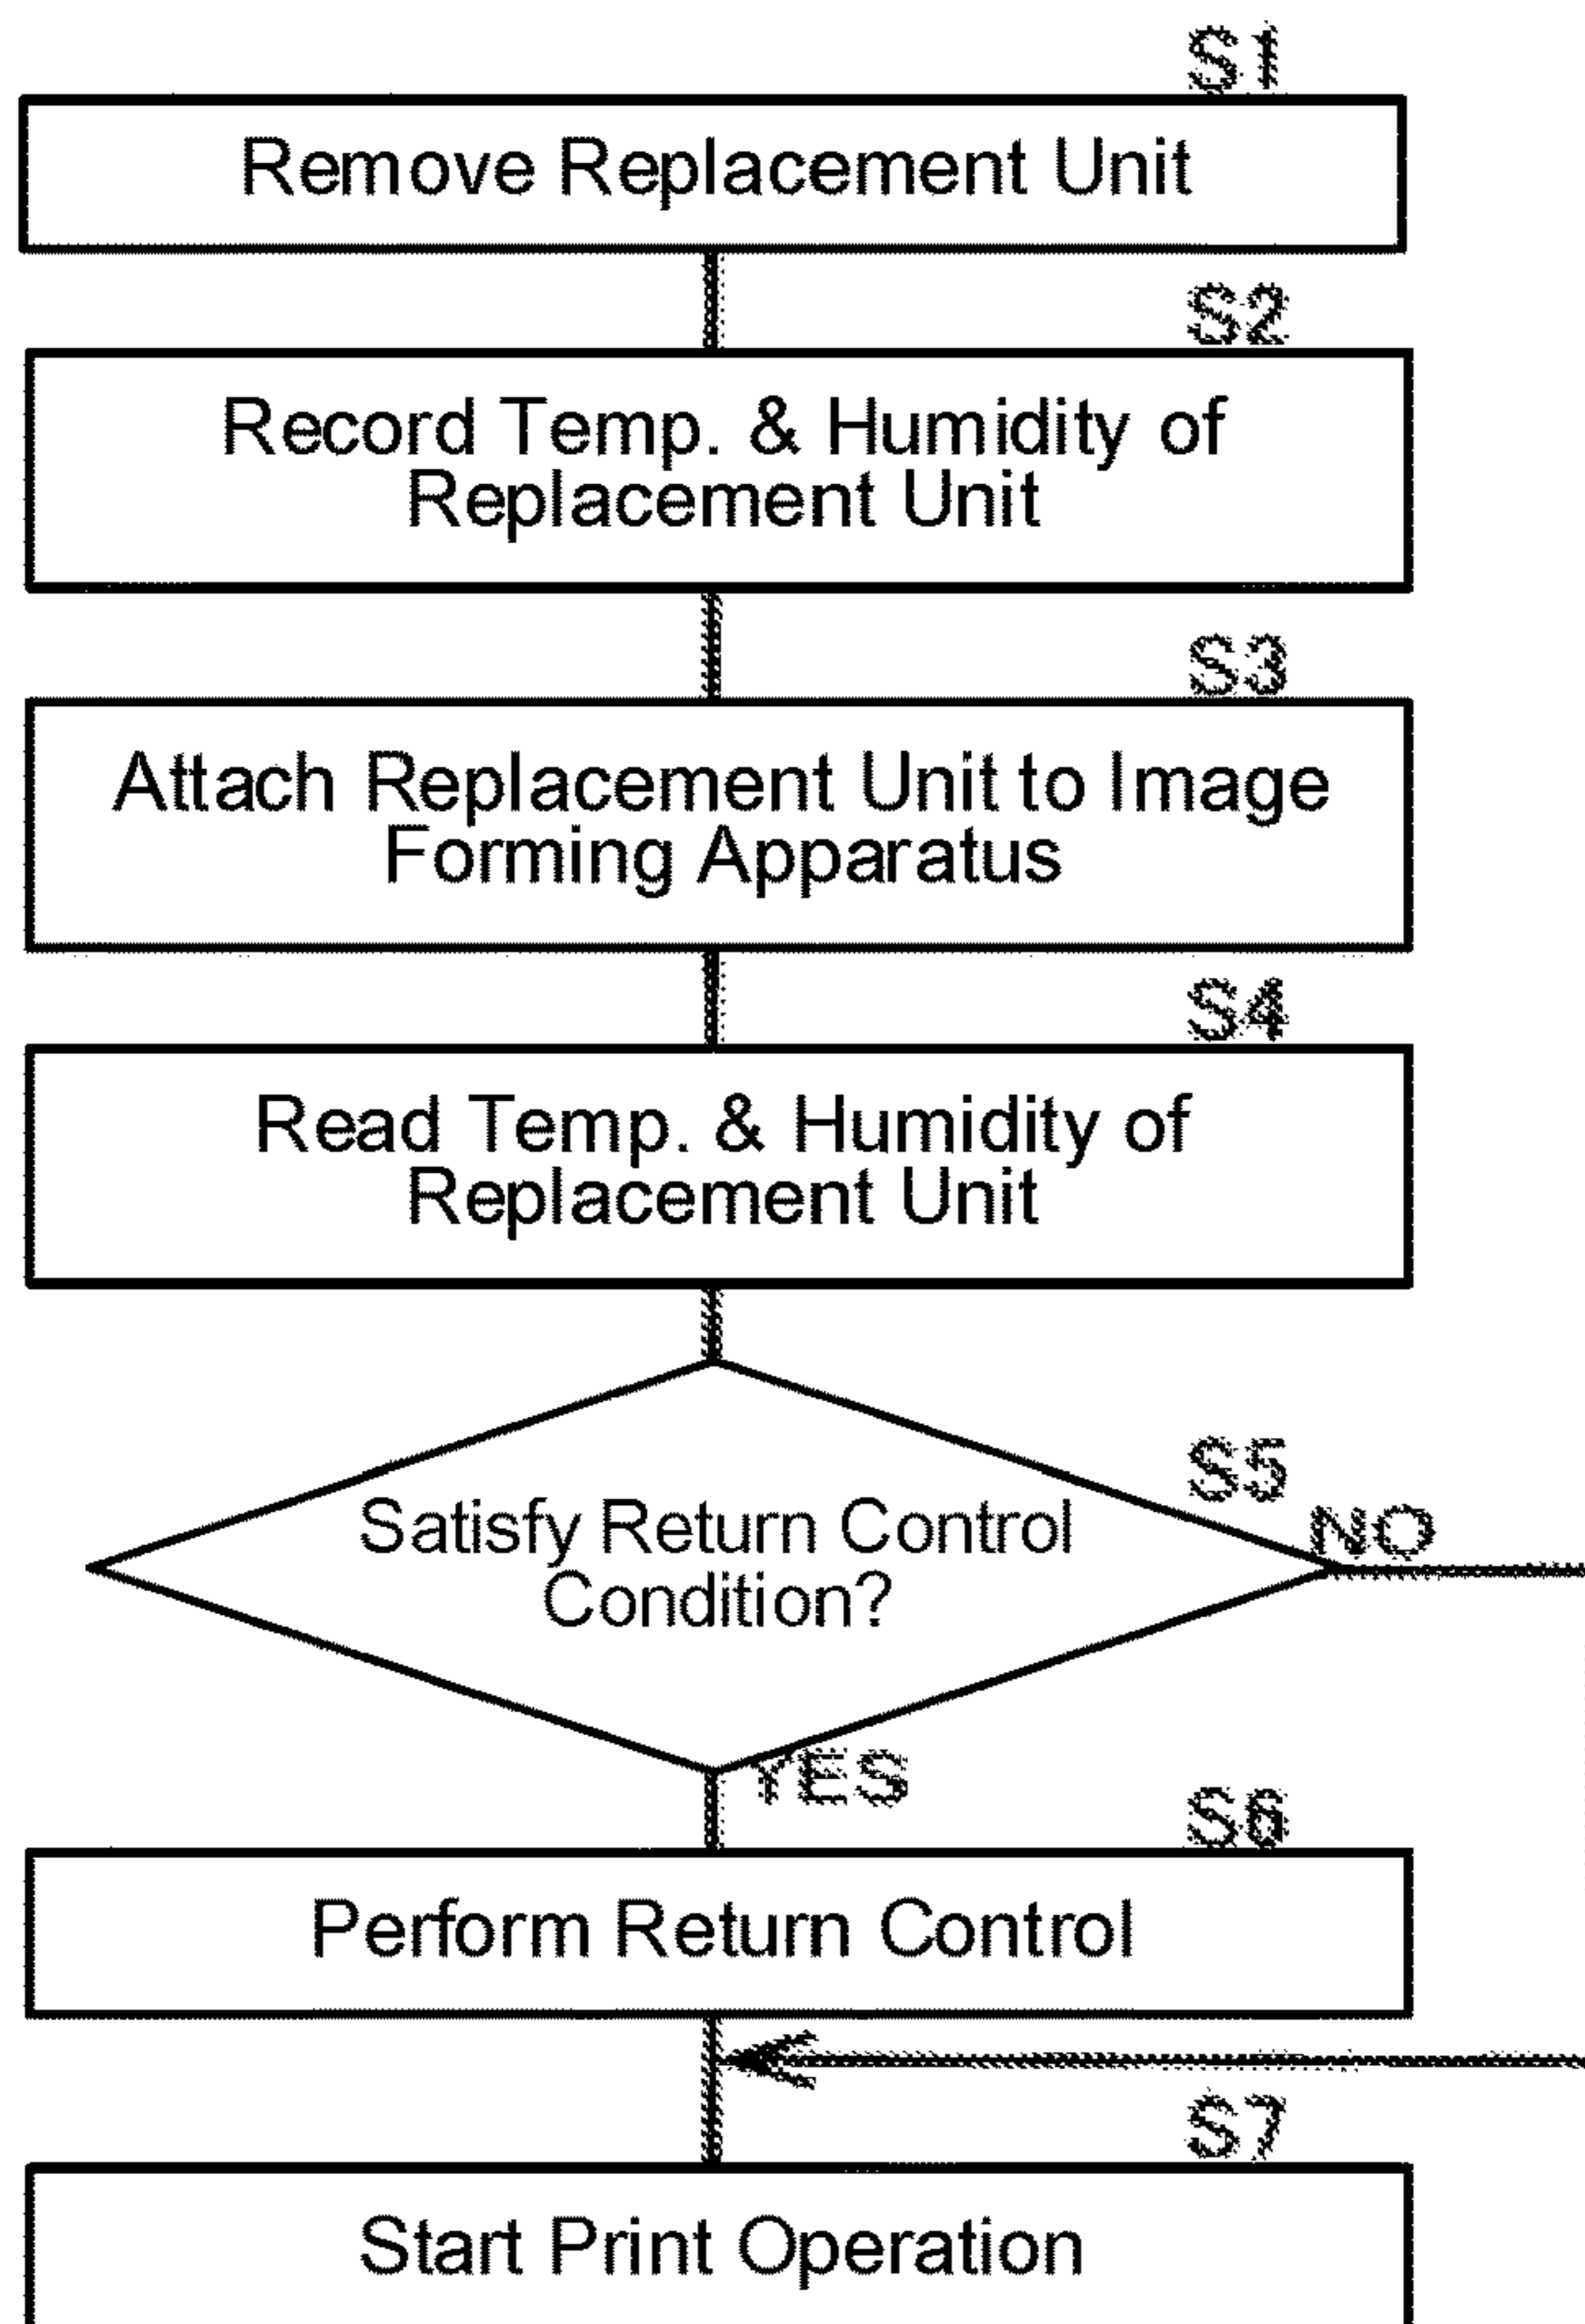 S1
Remove Replacement Unit
S2
Record Temp. & Humidity of
Replacement Unit
S3
Attach Replacement Unit to Image
Forming Apparatus
S4
Read Temp. & Humidity of
Replacement Unit
S5
NO
Satisfy Return Control
Condition?
YES
S6
Perform Return Control
S7
Start Print Operation